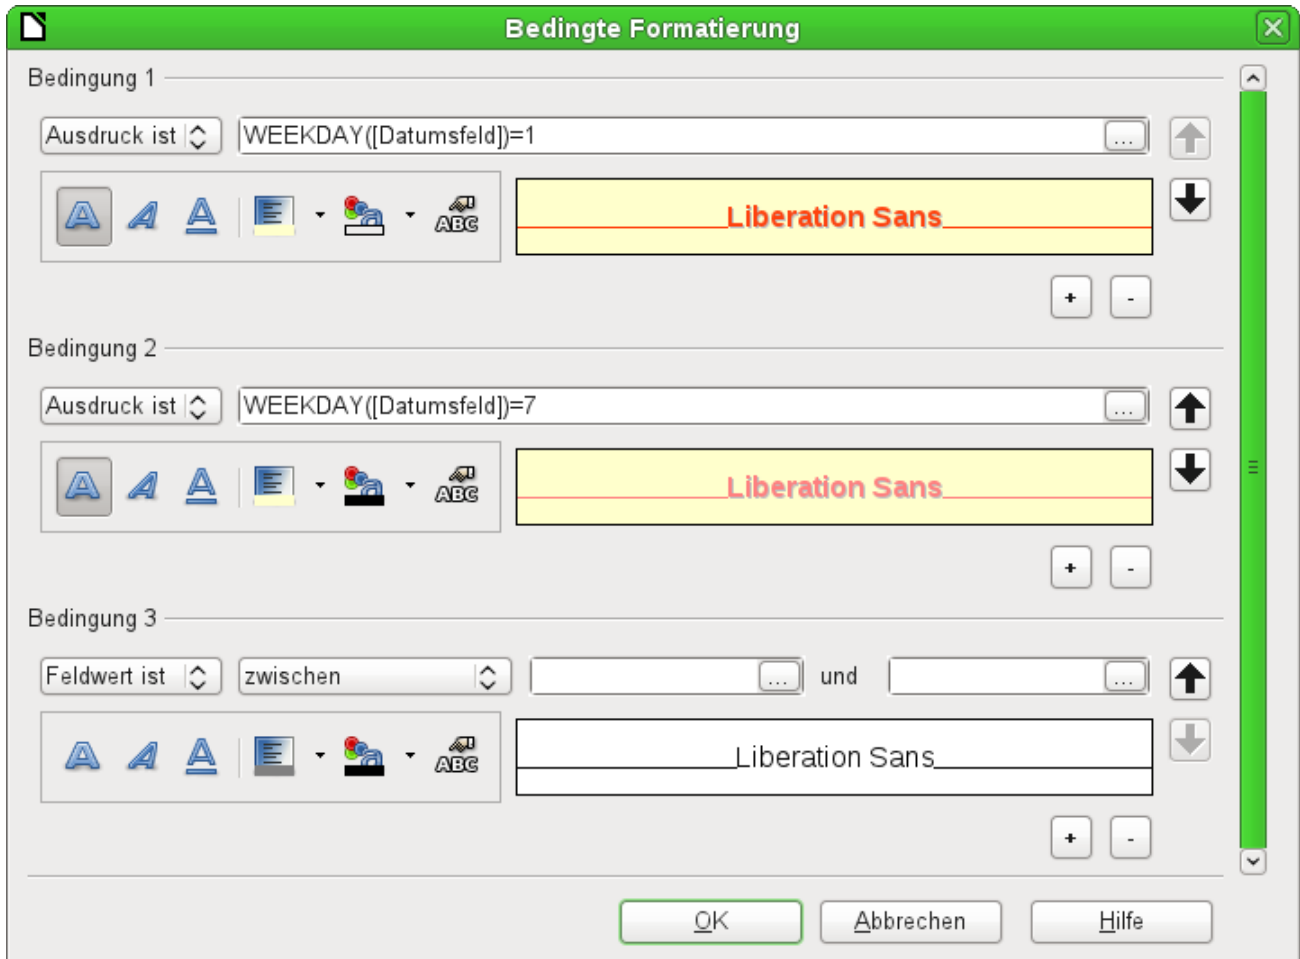 Bedingte Formatierung
Bedingung 1
Ausdruck ist WEEKDAY([Datumsfeld])=1 ...
ABC Liberation Sans
+ -
Bedingung 2
Ausdruck ist WEEKDAY([Datumsfeld])=7 ...
ABC Liberation Sans
+ -
Bedingung 3
Feldwert ist zwischen ... und ...
ABC Liberation Sans
+ -
OK Abbrechen Hilfe